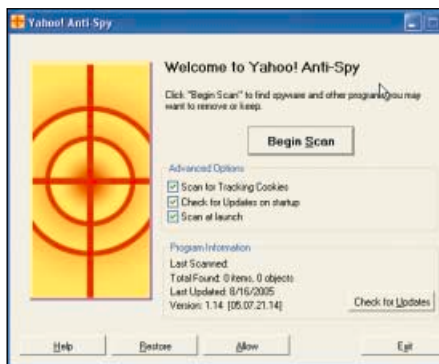 Yahoo! Anti-Spy
Welcome to Yahoo! Anti-Spy
Click "Begin Scan" to find spyware and other programs you may
want to remove or keep.
Begin Scan
Advanced Options
Scan for Tracking Cookies
Check for Updates on startup
Scan at launch
Program Information
Last Scanned:
Total Found: 0 items, 0 objects
Last Updated: 8/16/2005
Version: 1.14 [05.07.21.14]
Check for Updates
Help
Restore
Allow
Exit